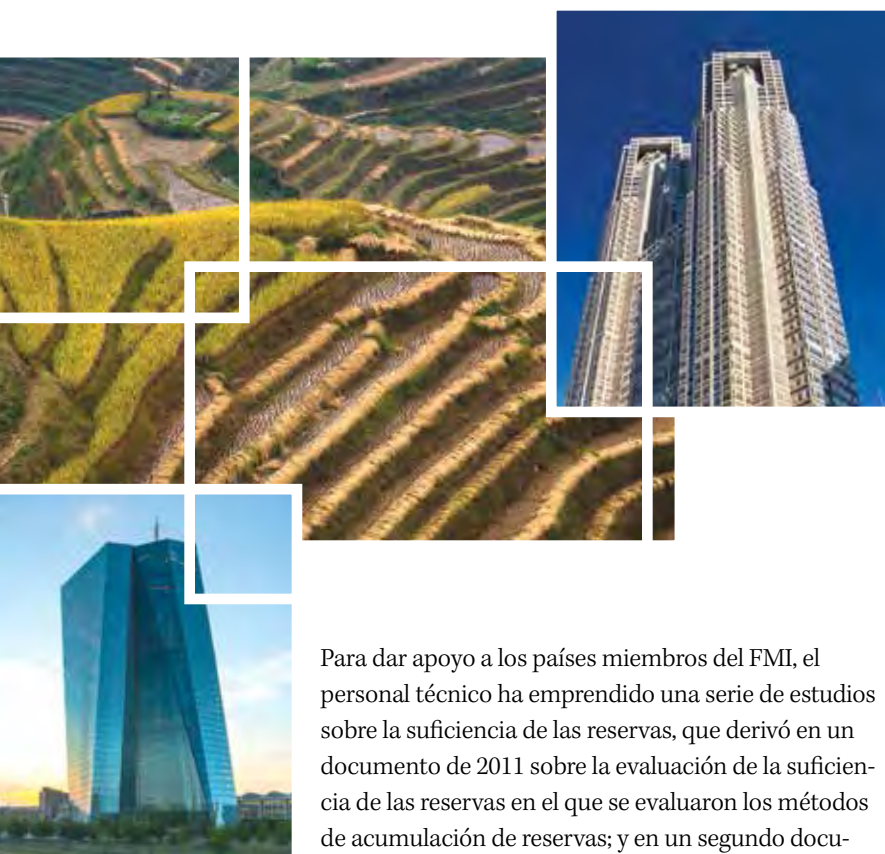 Para dar apoyo a los países miembros del FMI, el
personal técnico ha emprendido una serie de estudios
sobre la suficiencia de las reservas, que derivó en un
documento de 2011 sobre la evaluación de la suficien-
cia de las reservas en el que se evaluaron los métodos
de acumulación de reservas; y en un segundo docu-